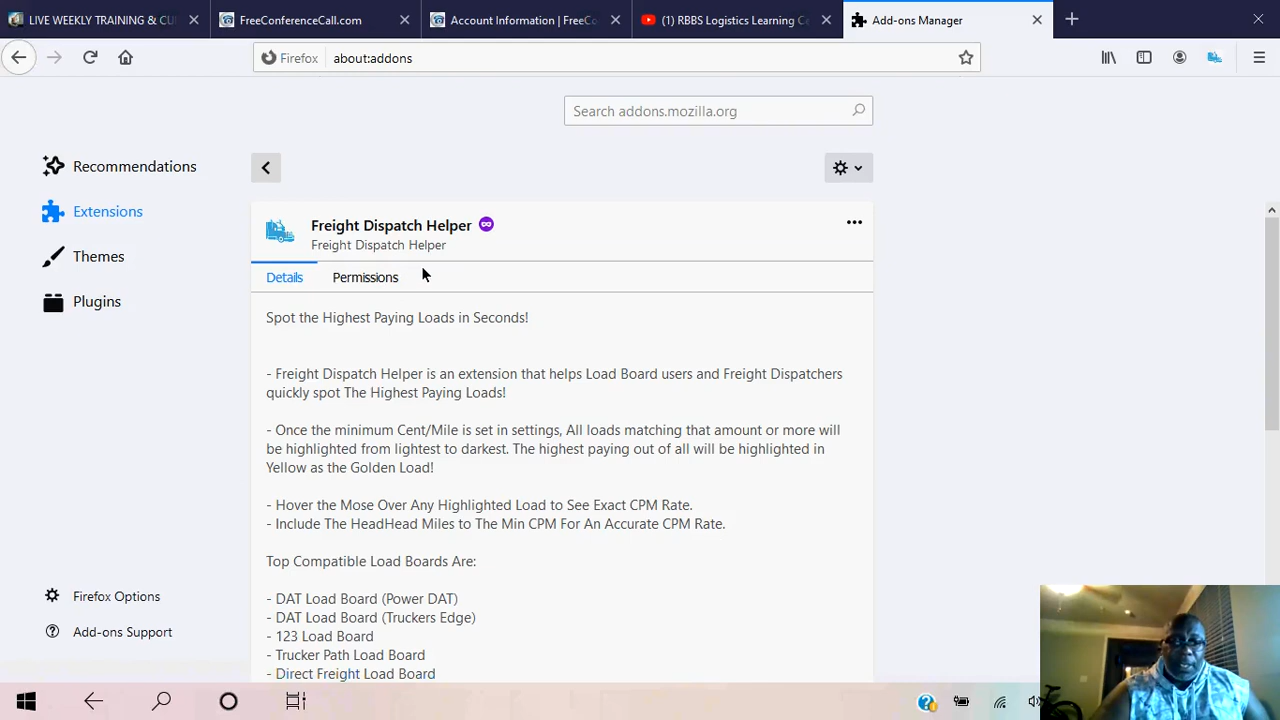 LIVE WEEKLY TRAINING & CU
FreeConferenceCall.com
Account Information | FreeCo
(1) RBBS Logistics Learning Ce
Add-ons Manager
Firefox
about:addons
Search addons.mozilla.org
Recommendations
Extensions
Themes
Plugins
Freight Dispatch Helper
Freight Dispatch Helper
Details
Permissions
Spot the Highest Paying Loads in Seconds!
- Freight Dispatch Helper is an extension that helps Load Board users and Freight Dispatchers
quickly spot The Highest Paying Loads!
- Once the minimum Cent/Mile is set in settings, All loads matching that amount or more will
be highlighted from lightest to darkest. The highest paying out of all will be highlighted in
Yellow as the Golden Load!
- Hover the Mose Over Any Highlighted Load to See Exact CPM Rate.
- Include The HeadHead Miles to The Min CPM For An Accurate CPM Rate.
Top Compatible Load Boards Are:
- DAT Load Board (Power DAT)
- DAT Load Board (Truckers Edge)
- 123 Load Board
- Trucker Path Load Board
- Direct Freight Load Board
Firefox Options
Add-ons Support